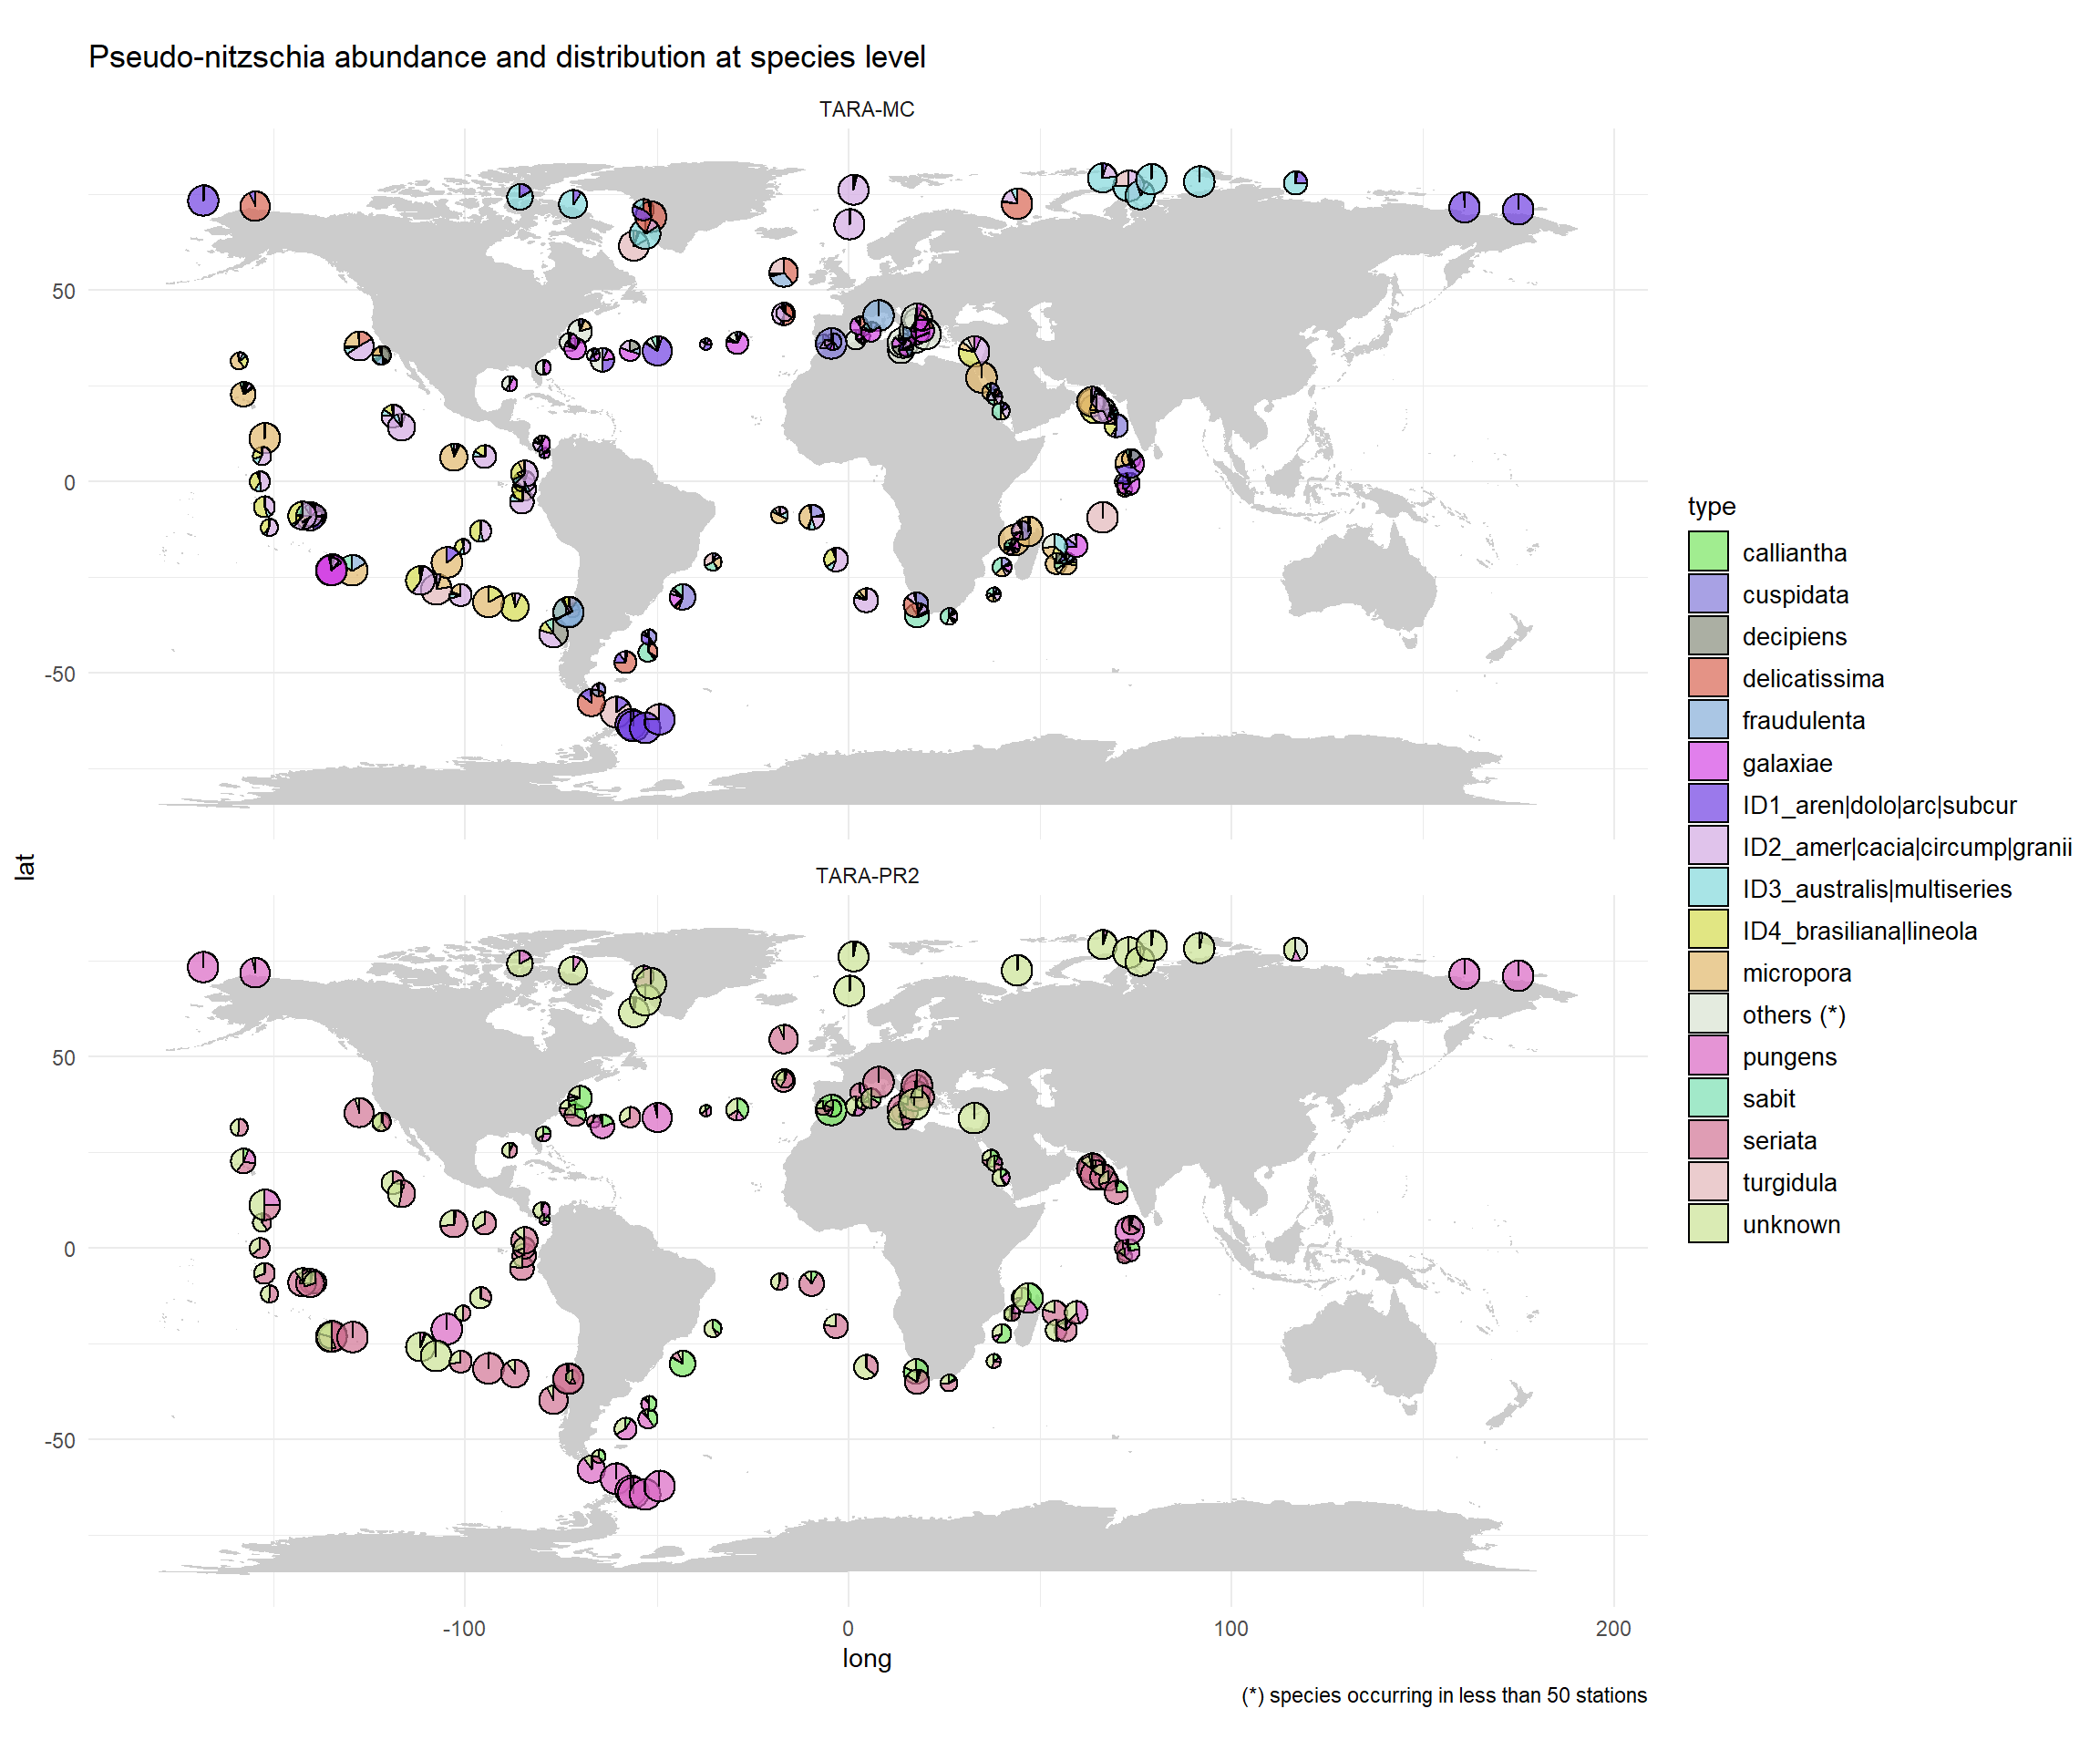 Pseudo-nitzschia abundance and distribution at species level
TARA-MC
50
0
-50
lat
TARA-PR2
50
0
-50
-100
0
100
200
long
(*) species occurring in less than 50 stations
type
calliantha
cuspidata
decipiens
delicatissima
fraudulenta
galaxiae
ID1_aren|dolo|arc|subcur
ID2_amer|cacia|circump|granii
ID3_australis|multiseries
ID4_brasiliana|lineola
micropora
others (*)
pungens
sabit
seriata
turgidula
unknown